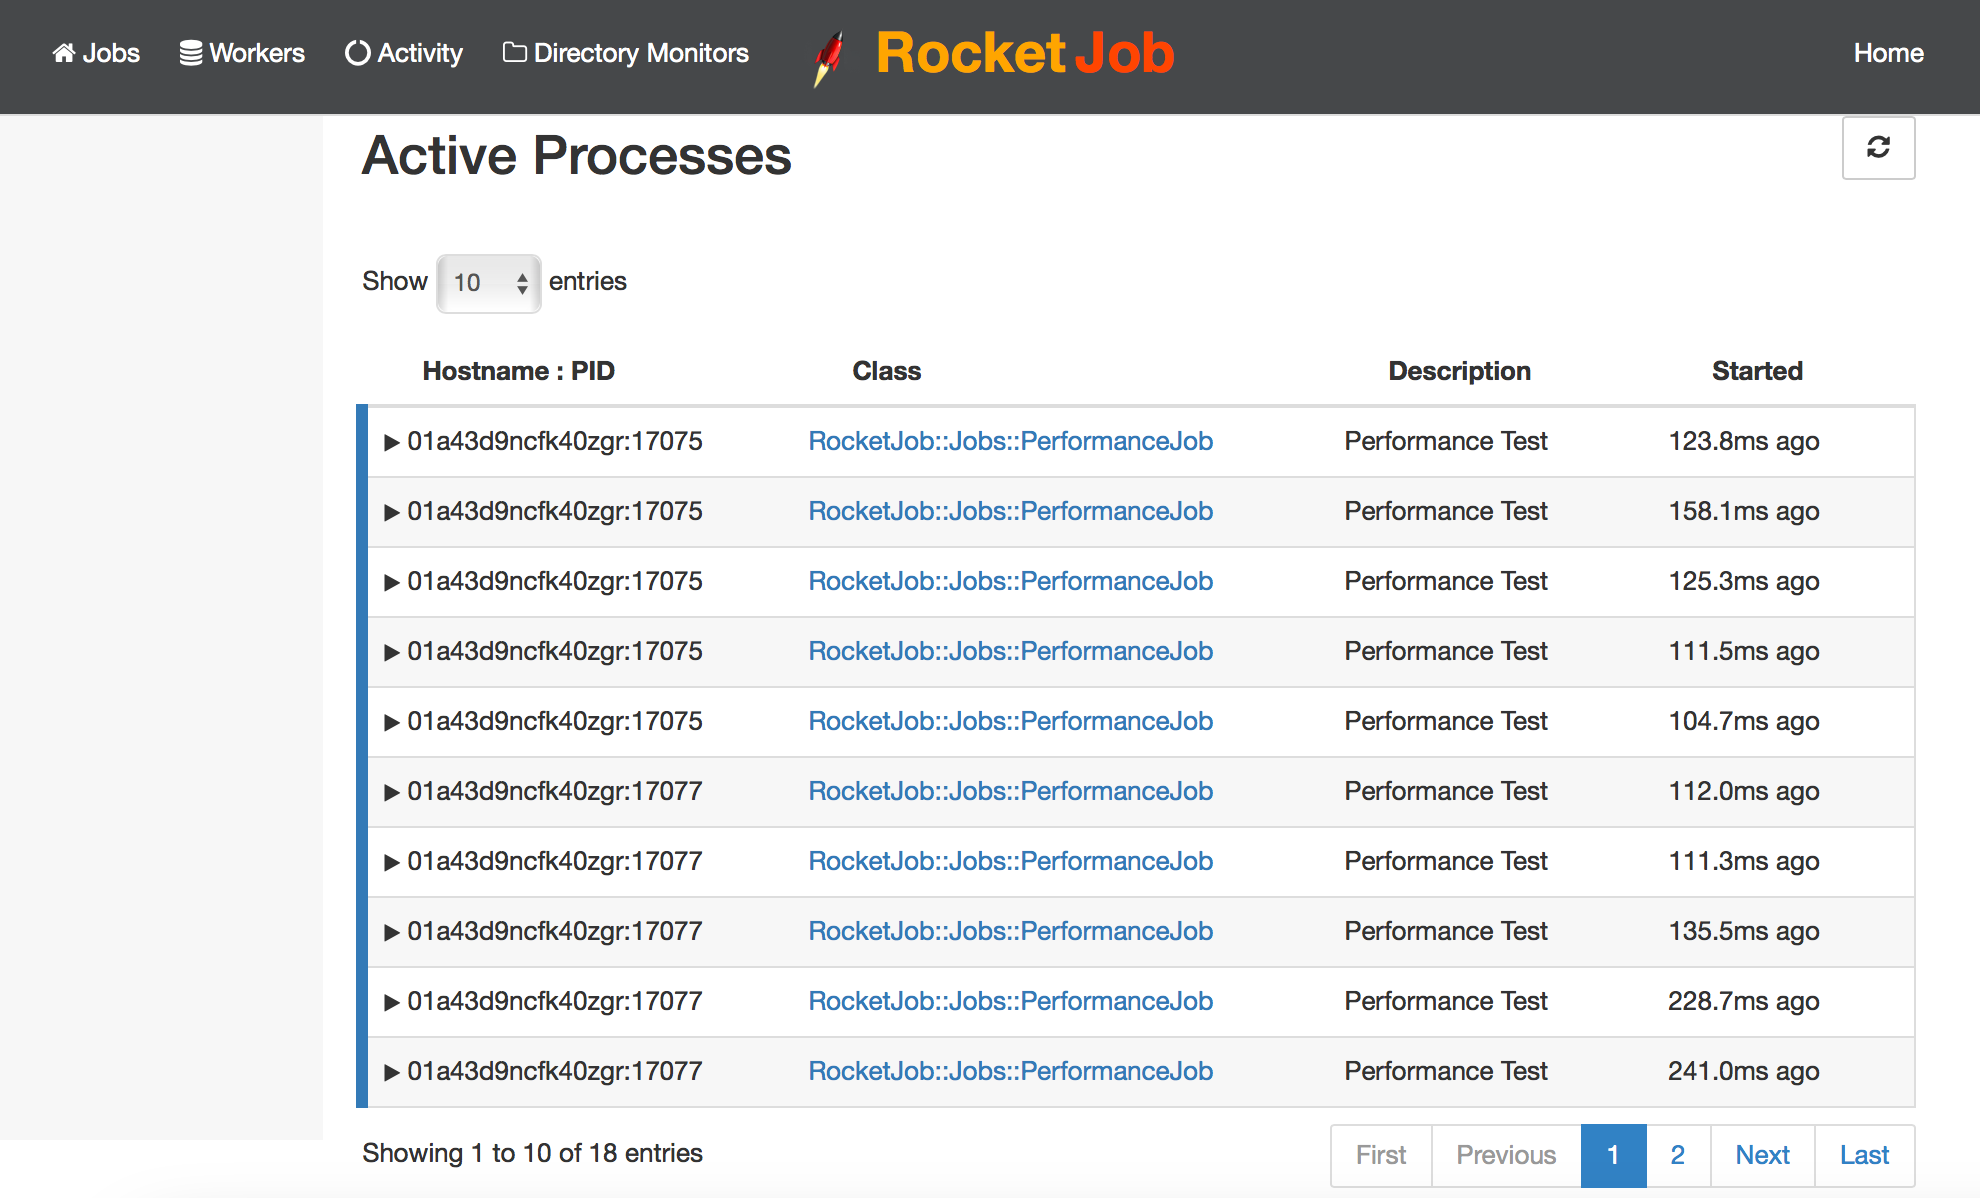 Jobs Workers Activity Directory Monitors Rocket Job Home
Active Processes
Show 10 entries
Hostname : PID Class Description Started
01a43d9ncfk40zgr:17075 RocketJob::Jobs::PerformanceJob Performance Test 123.8ms ago
01a43d9ncfk40zgr:17075 RocketJob::Jobs::PerformanceJob Performance Test 158.1ms ago
01a43d9ncfk40zgr:17075 RocketJob::Jobs::PerformanceJob Performance Test 125.3ms ago
01a43d9ncfk40zgr:17075 RocketJob::Jobs::PerformanceJob Performance Test 111.5ms ago
01a43d9ncfk40zgr:17075 RocketJob::Jobs::PerformanceJob Performance Test 104.7ms ago
01a43d9ncfk40zgr:17077 RocketJob::Jobs::PerformanceJob Performance Test 112.0ms ago
01a43d9ncfk40zgr:17077 RocketJob::Jobs::PerformanceJob Performance Test 111.3ms ago
01a43d9ncfk40zgr:17077 RocketJob::Jobs::PerformanceJob Performance Test 135.5ms ago
01a43d9ncfk40zgr:17077 RocketJob::Jobs::PerformanceJob Performance Test 228.7ms ago
01a43d9ncfk40zgr:17077 RocketJob::Jobs::PerformanceJob Performance Test 241.0ms ago
Showing 1 to 10 of 18 entries First Previous 1 2 Next Last